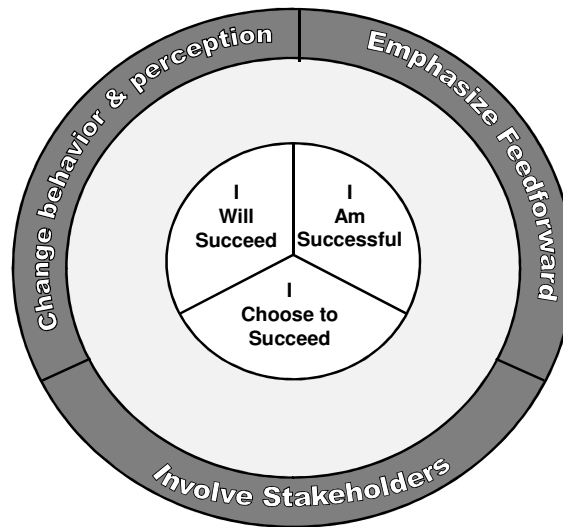 Change behavior & perception
Emphasize Feedforward
I
Will
Succeed
I
Am
Successful
I
Choose to
Succeed
Involve Stakeholders